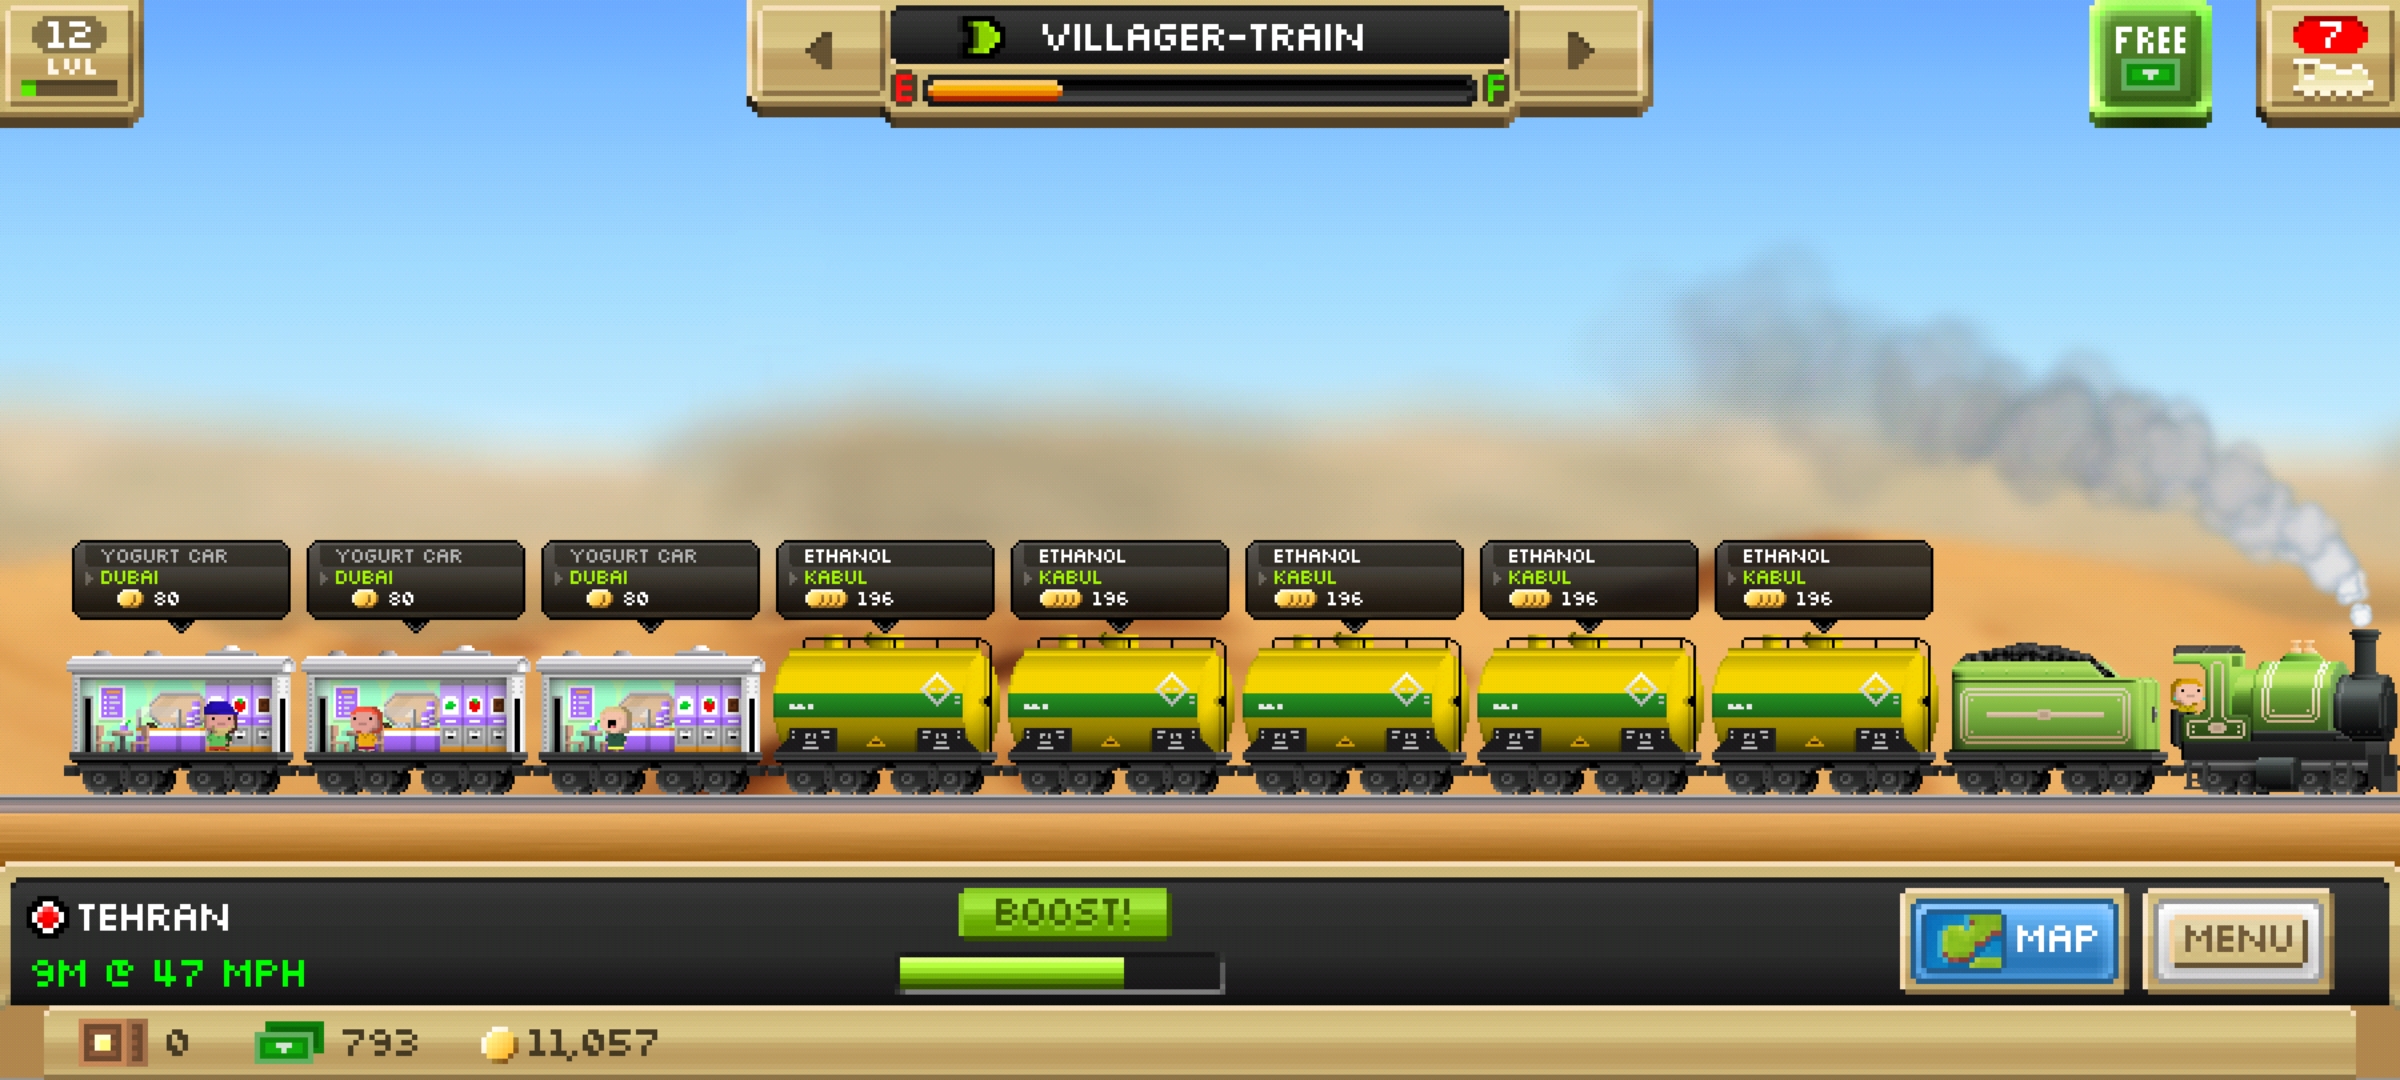 12
LVL
VILLAGER-TRAIN
E F
FREE
7
YOGURT CAR
DUBAI
80
YOGURT CAR
DUBAI
80
YOGURT CAR
DUBAI
80
ETHANOL
KABUL
196
ETHANOL
KABUL
196
ETHANOL
KABUL
196
ETHANOL
KABUL
196
ETHANOL
KABUL
196
TEHRAN
9M @ 47 MPH
BOOST!
MAP
MENU
0
793
11,057